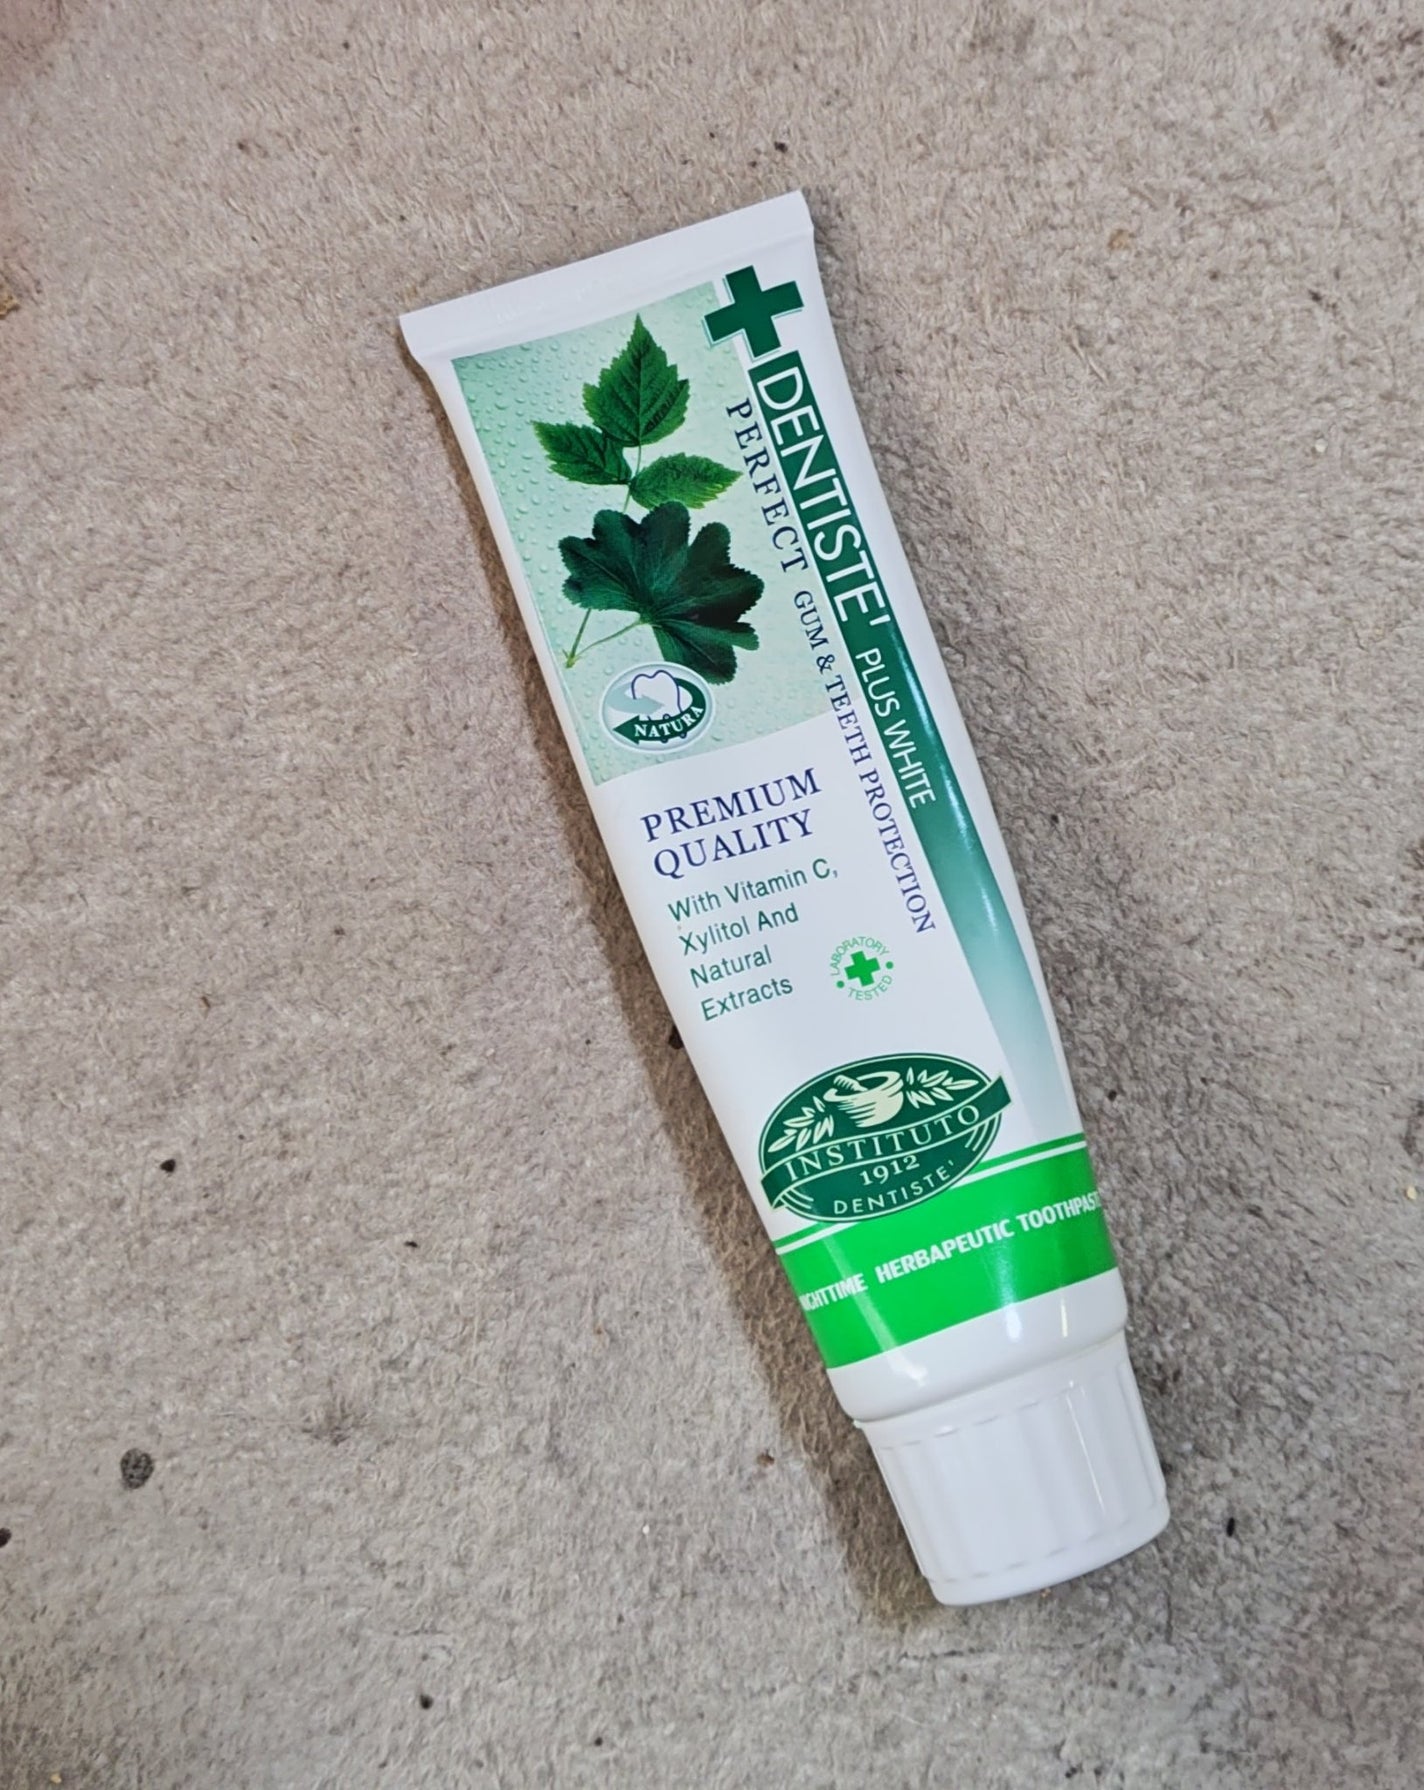 DENTISTE' PLUS WHITE
PERFECT GUM & TEETH PROTECTION
NATURA
PREMIUM
QUALITY
With Vitamin C,
Xylitol And
Natural
Extracts
LABORATORY
TESTED
INSTITUTO
1912
DENTISTE'
HERBAPEUTIC